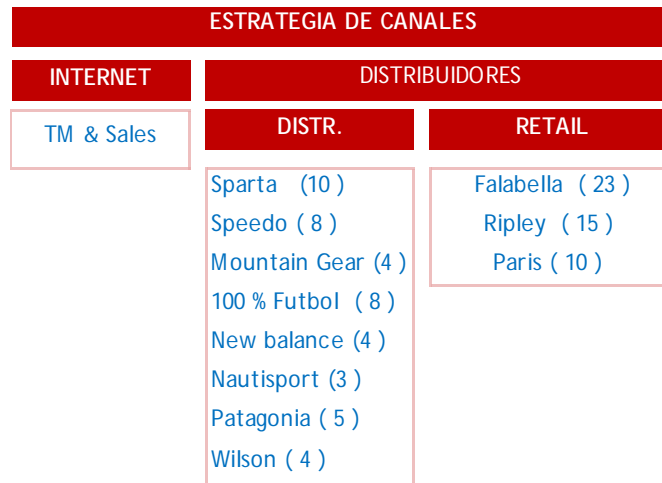 ESTRATEGIA DE CANALES
INTERNET
DISTRIBUIDORES
TM & Sales
DISTR.
RETAIL
Sparta (10 )
Speedo ( 8 )
Mountain Gear (4 )
100 % Futbol ( 8 )
New balance (4 )
Nautisport (3 )
Patagonia ( 5 )
Wilson ( 4 )
Falabella ( 23 )
Ripley ( 15 )
Paris ( 10 )